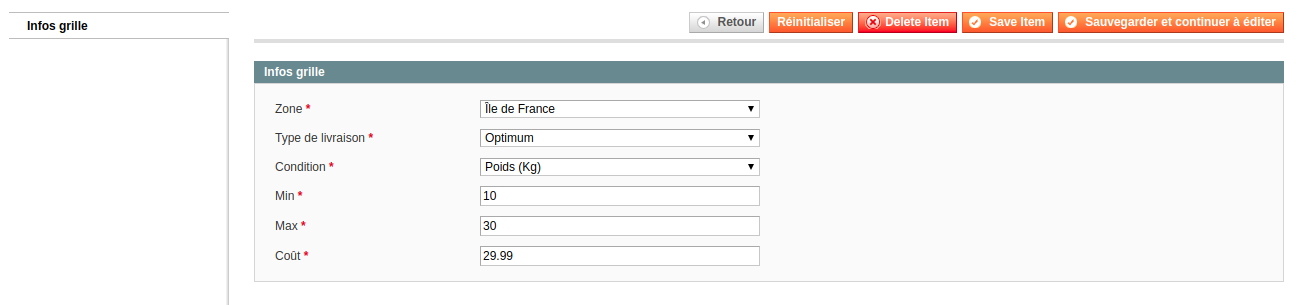 Infos grille
Retour Réinitialiser Delete Item Save Item Sauvegarder et continuer à éditer
Infos grille
Zone * Île de France
Type de livraison * Optimum
Condition * Poids (Kg)
Min * 10
Max * 30
Coût * 29.99